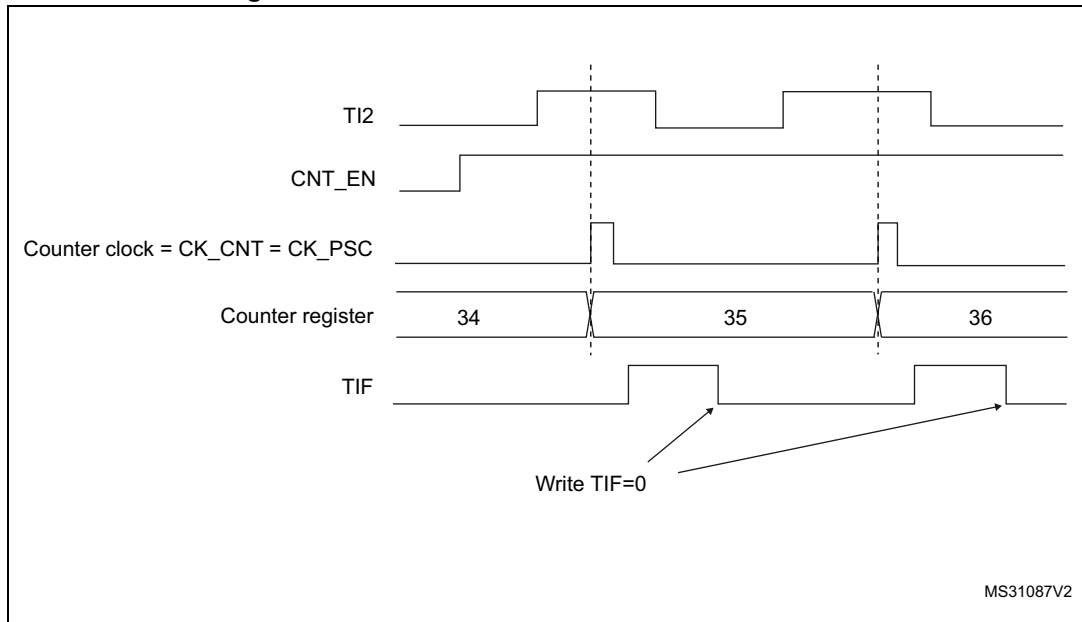 TI2
CNT_EN
Counter clock = CK_CNT = CK_PSC
Counter register 34 35 36
TIF
Write TIF=0
MS31087V2